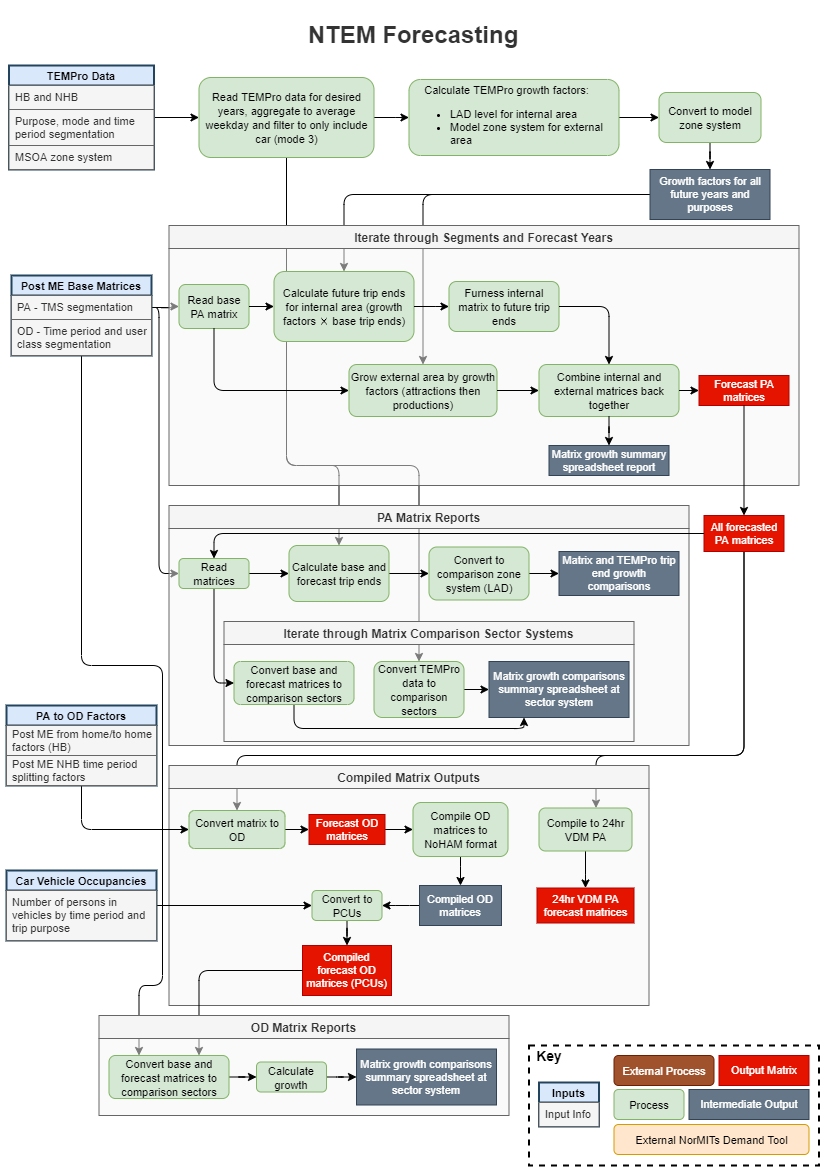 NTEM Forecasting
TEMPro Data
HB and NHB
Purpose, mode and time
period segmentation
MSOA zone system
Read TEMPro data for desired
years, aggregate to average
weekday and filter to only include
car (mode 3)
Calculate TEMPro growth factors:
• LAD level for internal area
• Model zone system for external
area
Convert to model
zone system
Growth factors for all
future years and
purposes
Iterate through Segments and Forecast Years
Post ME Base Matrices
PA - TMS segmentation
OD - Time period and user
class segmentation
Read base
PA matrix
Calculate future trip ends
for internal area (growth
factors × base trip ends)
Furness internal
matrix to future trip
ends
Grow external area by growth
factors (attractions then
productions)
Combine internal and
external matrices back
together
Forecast PA
matrices
Matrix growth summary
spreadsheet report
PA Matrix Reports
All forecasted
PA matrices
Read
matrices
Calculate base and
forecast trip ends
Convert to
comparison zone
system (LAD)
Matrix and TEMPro trip
end growth
comparisons
Iterate through Matrix Comparison Sector Systems
Convert base and
forecast matrices to
comparison sectors
Convert TEMPro
data to
comparison
sectors
Matrix growth comparisons
summary spreadsheet at
sector system
PA to OD Factors
Post ME from home/to home
factors (HB)
Post ME NHB time period
splitting factors
Compiled Matrix Outputs
Convert matrix to
OD
Forecast OD
matrices
Compile OD
matrices to
NoHAM format
Compile to 24hr
VDM PA
Car Vehicle Occupancies
Number of persons in
vehicles by time period and
trip purpose
Convert to
PCUs
Compiled OD
matrices
24hr VDM PA
forecast matrices
Compiled
forecast OD
matrices (PCUs)
OD Matrix Reports
Convert base and
forecast matrices to
comparison sectors
Calculate
growth
Matrix growth comparisons
summary spreadsheet at
sector system
Key
Inputs
Input Info
External Process
Output Matrix
Process
Intermediate Output
External NorMITs Demand Tool